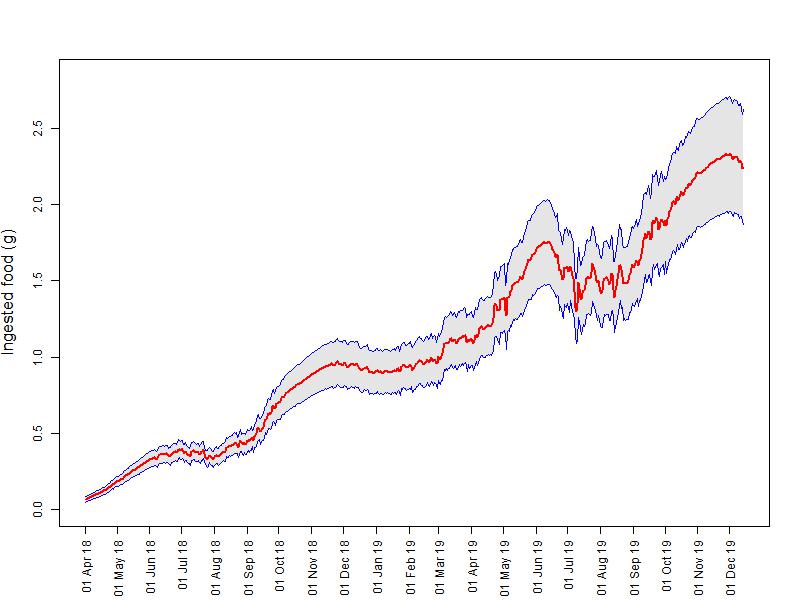 Ingested food (g)
2.5
2.0
1.5
1.0
0.5
0.0
01 Apr 18
01 May 18
01 Jun 18
01 Jul 18
01 Aug 18
01 Sep 18
01 Oct 18
01 Nov 18
01 Dec 18
01 Jan 19
01 Feb 19
01 Mar 19
01 Apr 19
01 May 19
01 Jun 19
01 Jul 19
01 Aug 19
01 Sep 19
01 Oct 19
01 Nov 19
01 Dec 19